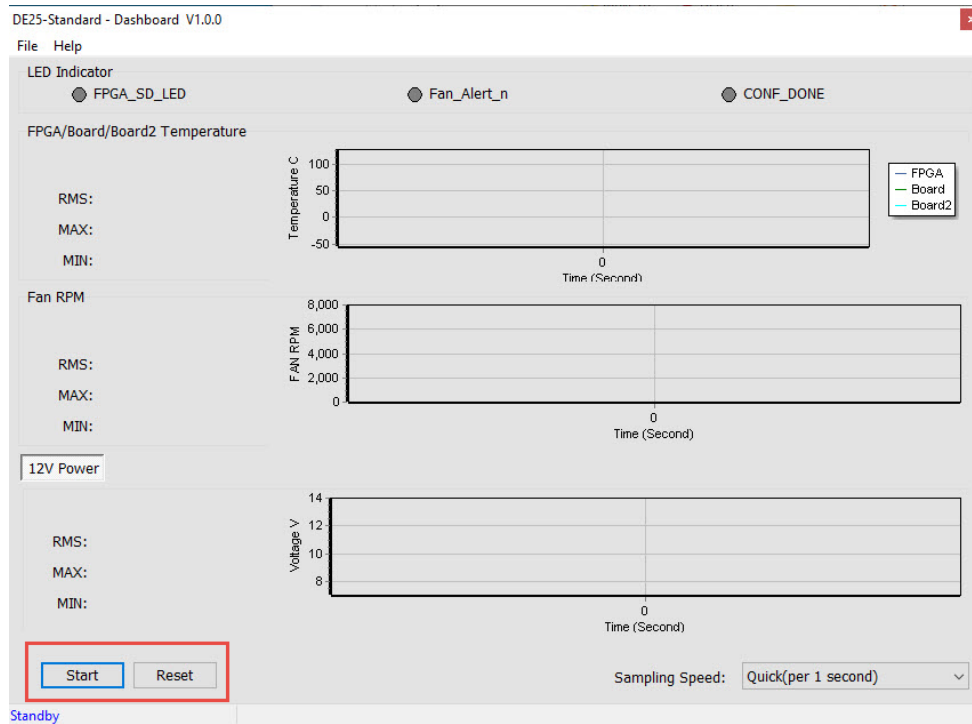 DE25-Standard - Dashboard V1.0.0
File Help
LED Indicator
FPGA_SD_LED Fan_Alert_n CONF_DONE
FPGA/Board/Board2 Temperature
RMS:
MAX:
MIN:
Temperature C
100
50
0
-50
0
Time (Second)
FPGA
Board
Board2
Fan RPM
RMS:
MAX:
MIN:
FAN RPM
8,000
6,000
4,000
2,000
0
0
Time (Second)
12V Power
RMS:
MAX:
MIN:
Voltage V
14
12
10
8
0
Time (Second)
Start Reset
Sampling Speed: Quick(per 1 second)
Standby